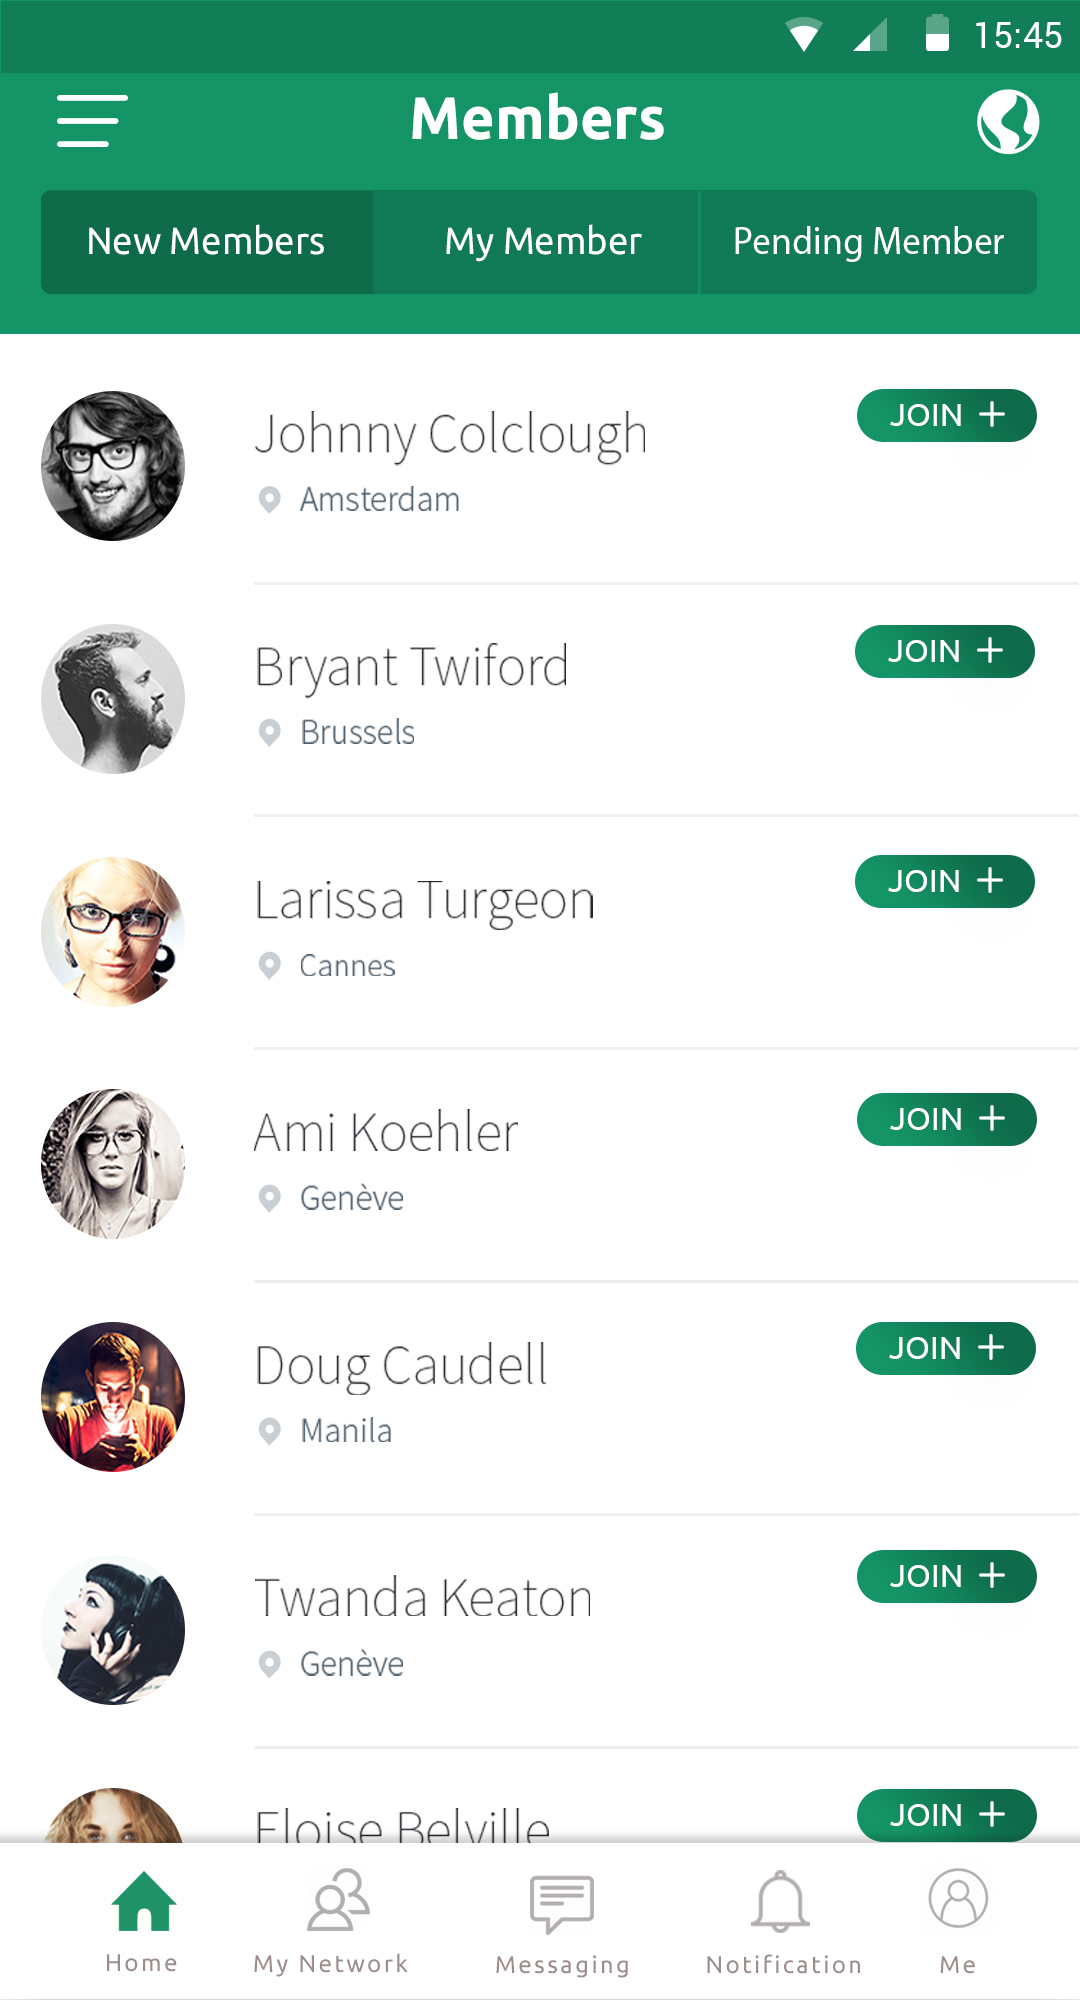 15:45
Members
New Members
My Member
Pending Member
Johnny Colclough
JOIN +
Amsterdam
Bryant Twiford
JOIN +
Brussels
Larissa Turgeon
JOIN +
Cannes
Ami Koehler
JOIN +
Genève
Doug Caudell
JOIN +
Manila
Twanda Keaton
JOIN +
Genève
Eloise Belville
JOIN +
Home
My Network
Messaging
Notification
Me